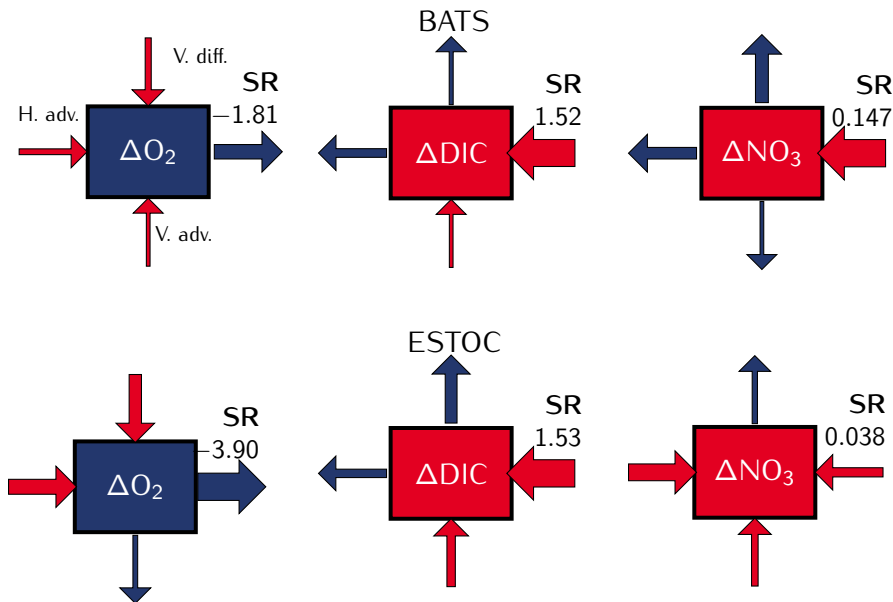 BATS
V. diff.
SR
SR
SR
H. adv.
−1.81
1.52
0.147
ΔO₂
ΔDIC
ΔNO₃
V. adv.
ESTOC
SR
SR
SR
−3.90
1.53
0.038
ΔO₂
ΔDIC
ΔNO₃